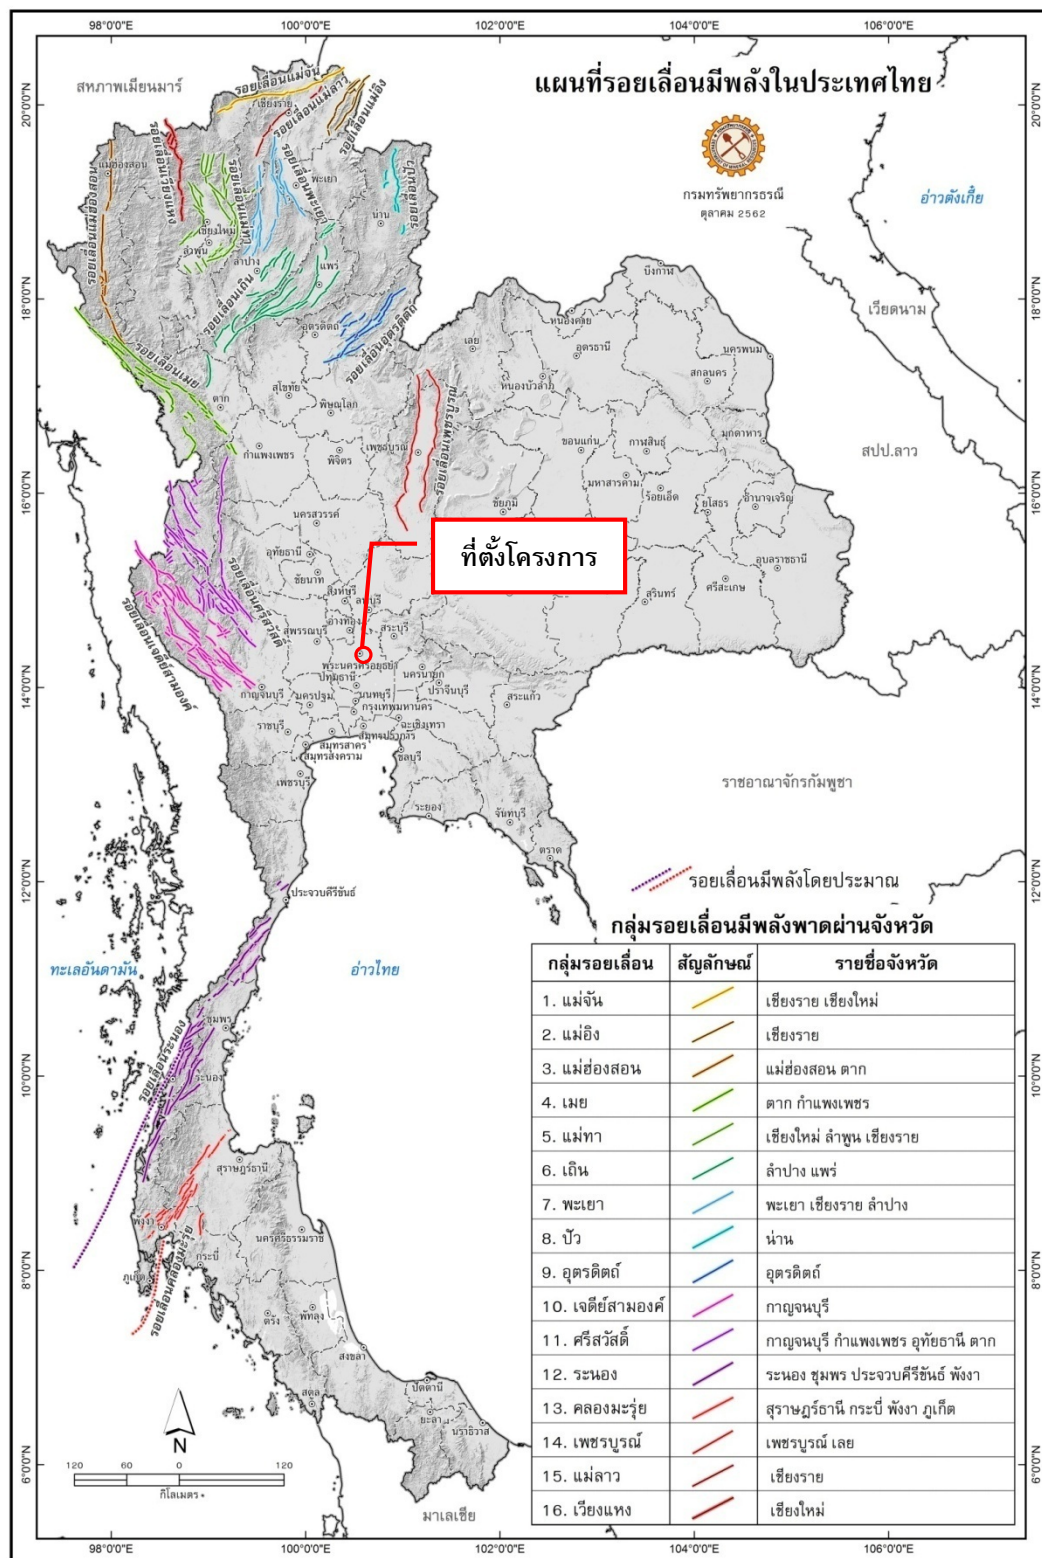 98°0'0"E 100°0'0"E 102°0'0"E 104°0'0"E 106°0'0"E
แผนที่รอยเลื่อนมีพลังในประเทศไทย
กรมทรัพยากรธรณี
ตุลาคม 2562
สหภาพเมียนมาร์
อ่าวตังเกี๋ย
เวียดนาม
สปป.ลาว
ราชอาณาจักรกัมพูชา
ทะเลอันดามัน
อ่าวไทย
มาเลเซีย
20°0'0"N 20°0'0"N
18°0'0"N 18°0'0"N
16°0'0"N 16°0'0"N
14°0'0"N 14°0'0"N
12°0'0"N 12°0'0"N
10°0'0"N 10°0'0"N
8°0'0"N 8°0'0"N
6°0'0"N 6°0'0"N
รอยเลื่อนแม่จัน
รอยเลื่อนแม่ลาว
รอยเลื่อนแม่อิง
รอยเลื่อนเวียงแหง
รอยเลื่อนแม่ฮ่องสอน
รอยเลื่อนแม่ทา
รอยเลื่อนพะเยา
รอยเลื่อนปัว
รอยเลื่อนเถิน
รอยเลื่อนอุตรดิตถ์
รอยเลื่อนเมย
รอยเลื่อนเพชรบูรณ์
รอยเลื่อนศรีสวัสดิ์
รอยเลื่อนเจดีย์สามองค์
รอยเลื่อนระนอง
รอยเลื่อนคลองมะรุ่ย
เชียงราย
แม่ฮ่องสอน
พะเยา
น่าน
เชียงใหม่
ลำพูน
ลำปาง
แพร่
อุตรดิตถ์
สุโขทัย
ตาก
พิษณุโลก
กำแพงเพชร
พิจิตร
เพชรบูรณ์
เลย
หนองคาย
บึงกาฬ
อุดรธานี
หนองบัวลำภู
นครพนม
สกลนคร
มุกดาหาร
ขอนแก่น
กาฬสินธุ์
มหาสารคาม
ร้อยเอ็ด
ยโสธร
อำนาจเจริญ
ชัยภูมิ
อุบลราชธานี
ศรีสะเกษ
สุรินทร์
นครสวรรค์
อุทัยธานี
ชัยนาท
สิงห์บุรี
ลพบุรี
อ่างทอง
สระบุรี
สุพรรณบุรี
พระนครศรีอยุธยา
ปทุมธานี
นครนายก
ปราจีนบุรี
สระแก้ว
กาญจนบุรี
นครปฐม
นนทบุรี
กรุงเทพมหานคร
ฉะเชิงเทรา
ราชบุรี
สมุทรปราการ
สมุทรสาคร
สมุทรสงคราม
ชลบุรี
เพชรบุรี
ระยอง
จันทบุรี
ตราด
ประจวบคีรีขันธ์
ชุมพร
ระนอง
สุราษฎร์ธานี
พังงา
นครศรีธรรมราช
กระบี่
ภูเก็ต
ตรัง
พัทลุง
สงขลา
สตูล
ปัตตานี
ยะลา
นราธิวาส
ที่ตั้งโครงการ
รอยเลื่อนมีพลังโดยประมาณ
กลุ่มรอยเลื่อนมีพลังพาดผ่านจังหวัด
กลุ่มรอยเลื่อน สัญลักษณ์ รายชื่อจังหวัด
1. แม่จัน เชียงราย เชียงใหม่
2. แม่อิง เชียงราย
3. แม่ฮ่องสอน แม่ฮ่องสอน ตาก
4. เมย ตาก กำแพงเพชร
5. แม่ทา เชียงใหม่ ลำพูน เชียงราย
6. เถิน ลำปาง แพร่
7. พะเยา พะเยา เชียงราย ลำปาง
8. ปัว น่าน
9. อุตรดิตถ์ อุตรดิตถ์
10. เจดีย์สามองค์ กาญจนบุรี
11. ศรีสวัสดิ์ กาญจนบุรี กำแพงเพชร อุทัยธานี ตาก
12. ระนอง ระนอง ชุมพร ประจวบคีรีขันธ์ พังงา
13. คลองมะรุ่ย สุราษฎร์ธานี กระบี่ พังงา ภูเก็ต
14. เพชรบูรณ์ เพชรบูรณ์ เลย
15. แม่ลาว เชียงราย
16. เวียงแหง เชียงใหม่
N
120 60 0 120
กิโลเมตร
98°0'0"E 100°0'0"E 102°0'0"E 104°0'0"E 106°0'0"E